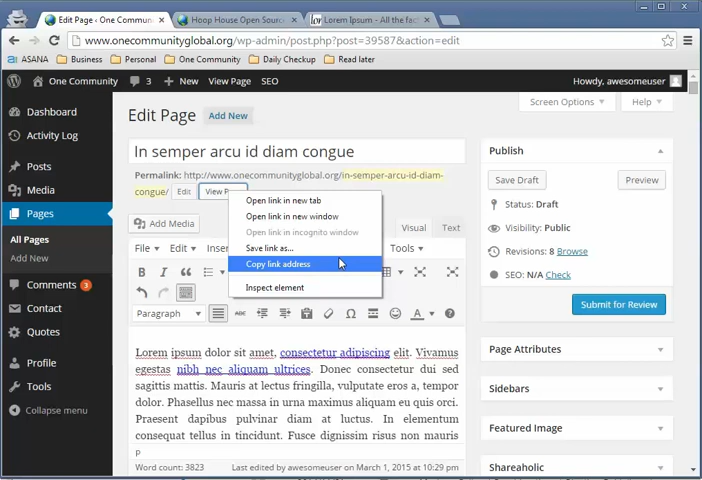 Edit Page ‹ One Commun
Hoop House Open Source
Lorem Ipsum - All the fac
www.onecommunityglobal.org/wp-admin/post.php?post=39587&action=edit
ASANA Business Personal One Community Daily Checkup Read later
One Community 3 New View Page SEO Howdy, awesomeuser
Screen Options Help
Dashboard
Activity Log
Posts
Media
Pages
All Pages
Add New
Comments 3
Contact
Quotes
Profile
Tools
Collapse menu
Edit Page Add New
In semper arcu id diam congue
Permalink: http://www.onecommunityglobal.org/in-semper-arcu-id-diam-
congue/ Edit View P
Open link in new tab
Open link in new window
Open link in incognito window
Save link as...
Copy link address
Inspect element
Add Media Visual Text
File Edit Inser Tools
B I
Paragraph ABC A
Lorem ipsum dolor sit amet, consectetur adipiscing elit. Vivamus
egestas nibh nec aliquam ultrices. Donec consectetur dui sed
sagittis mattis. Mauris at lectus fringilla, vulputate eros a, tempor
dolor. Phasellus nec massa in urna maximus aliquam eu quis orci.
Praesent dapibus pulvinar diam at luctus. In elementum
consequat tellus in tincidunt. Fusce dignissim risus non mauris
P
Word count: 3823 Last edited by awesomeuser on March 1, 2015 at 10:29 pm
Publish
Save Draft Preview
Status: Draft
Visibility: Public
Revisions: 8 Browse
SEO: N/A Check
Submit for Review
Page Attributes
Sidebars
Featured Image
Shareaholic